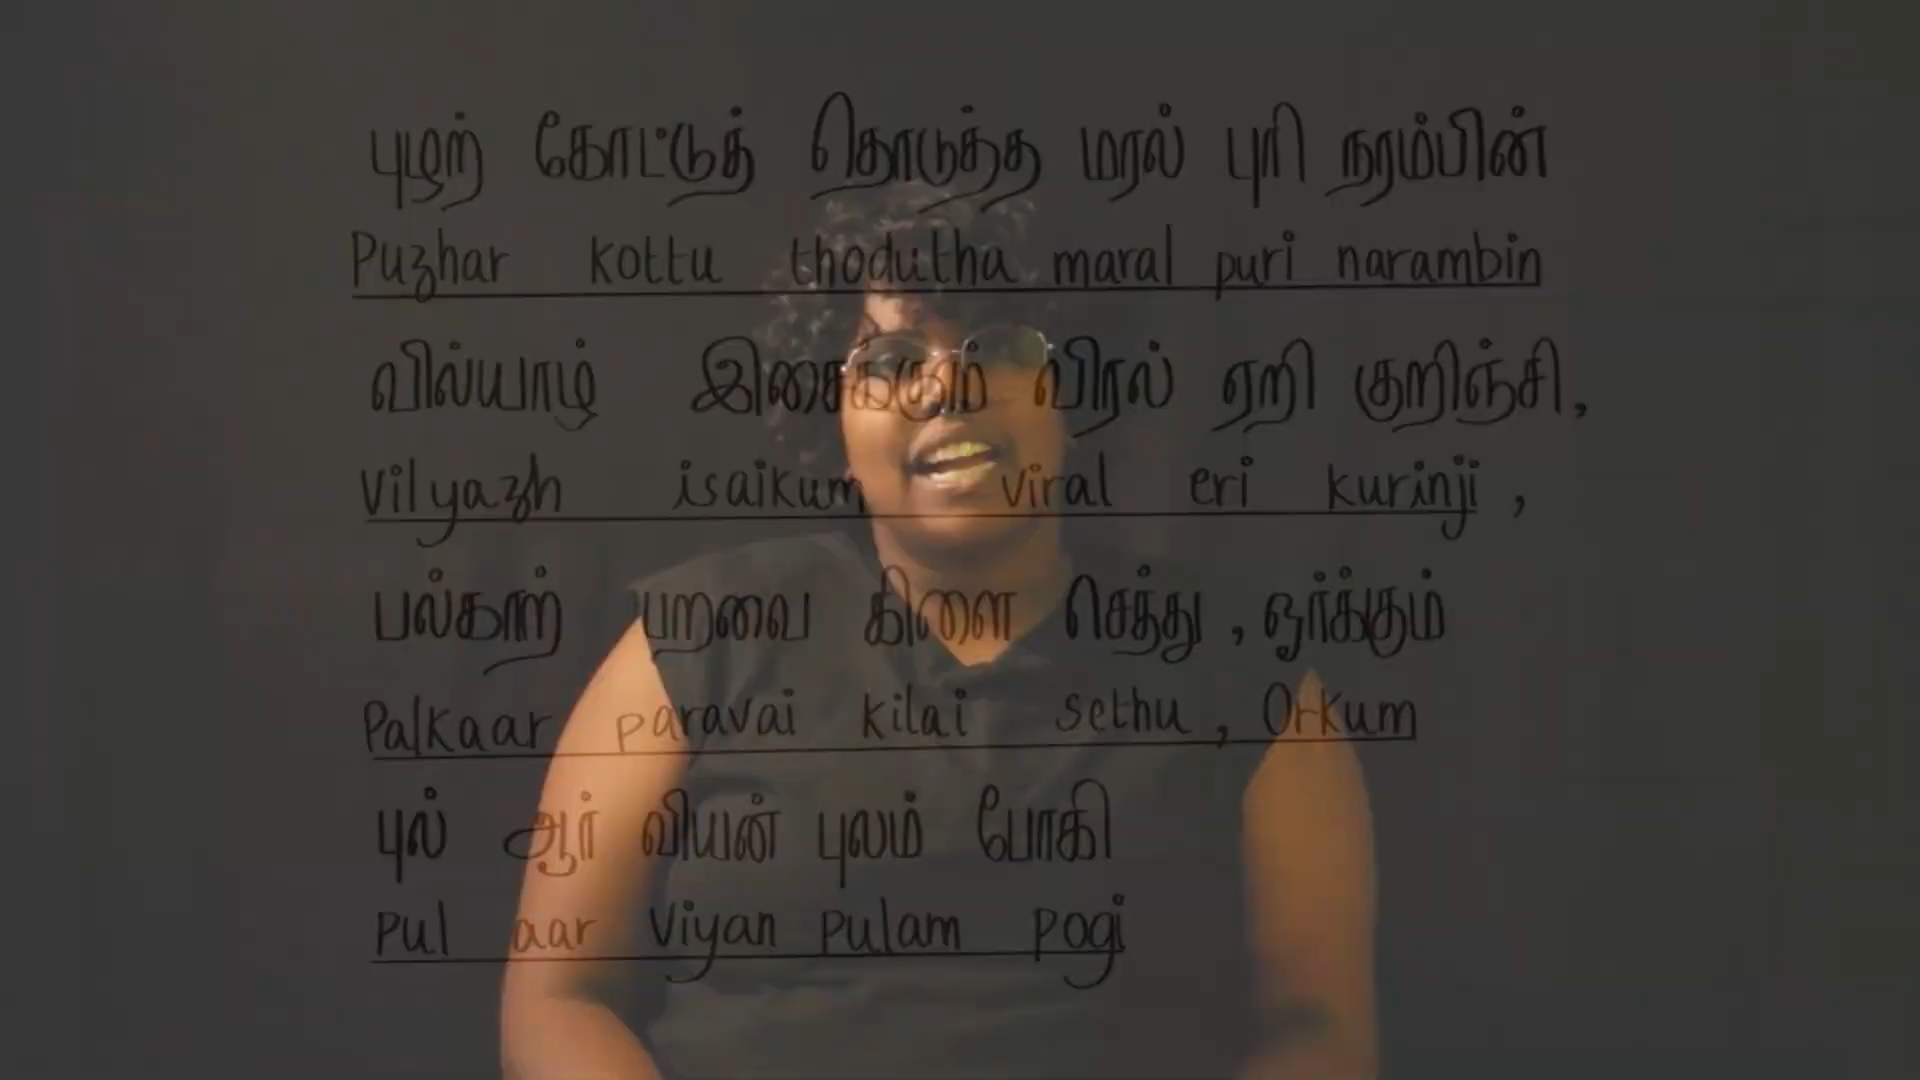 புழற் கோட்டுத் தொடுத்த மரல் புரி நரம்பின்
Puzhar kottu thodutha maral puri narambin
வில்யாழ் இசைக்கும் விரல் ஏறி குறிஞ்சி,
Vilyazh isaikum viral eri kurinji,
பல்காற் பறவை கிளை செத்து, ஓர்க்கும்
Palkaar paravai kilai sethu, Orkum
புல் ஆர் வியன் புலம் போகி
Pul aar viyan pulam pogi